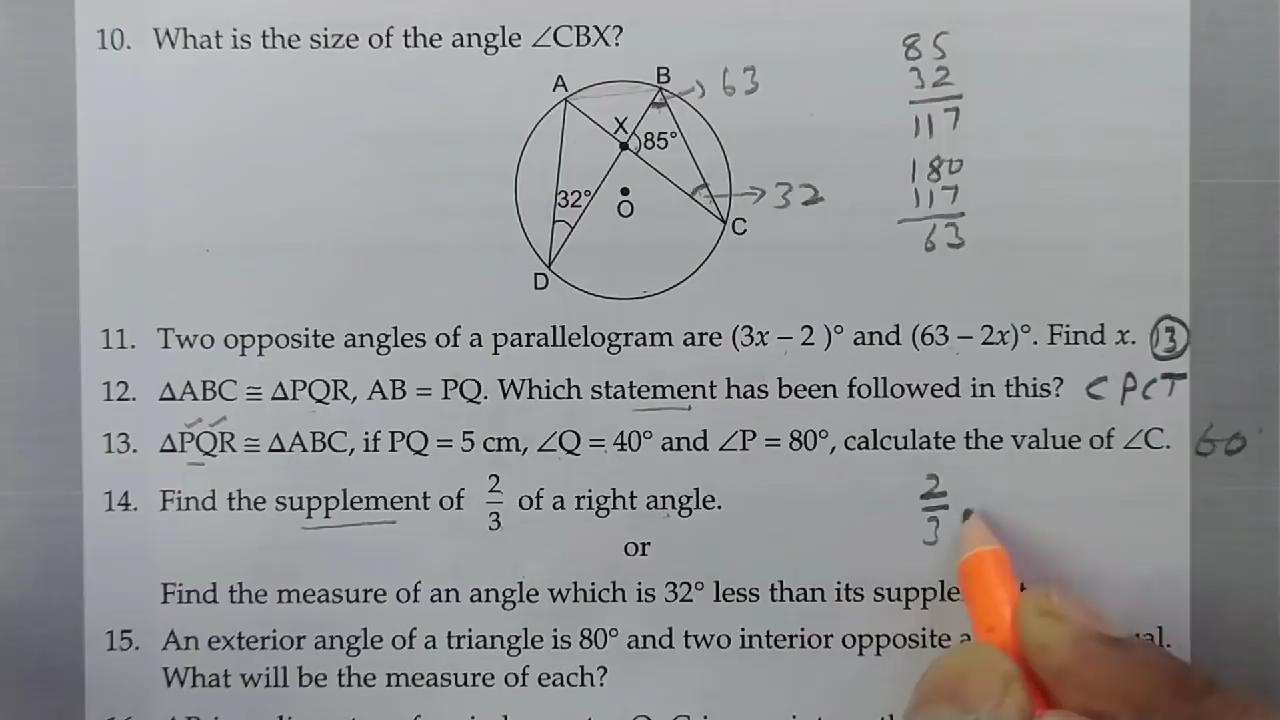 10. What is the size of the angle ∠CBX?
A
B
63
X
85°
32°
O
32
C
D
85
32
117
180
117
63
11. Two opposite angles of a parallelogram are (3x – 2 )° and (63 – 2x)°. Find x. 13
12. ΔABC ≅ ΔPQR, AB = PQ. Which statement has been followed in this? CPCT
13. ΔPQR ≅ ΔABC, if PQ = 5 cm, ∠Q = 40° and ∠P = 80°, calculate the value of ∠C. 60
14. Find the supplement of 2/3 of a right angle. 2/3
or
Find the measure of an angle which is 32° less than its
15. An exterior angle of a triangle is 80° and two interior opposite
What will be the measure of each?